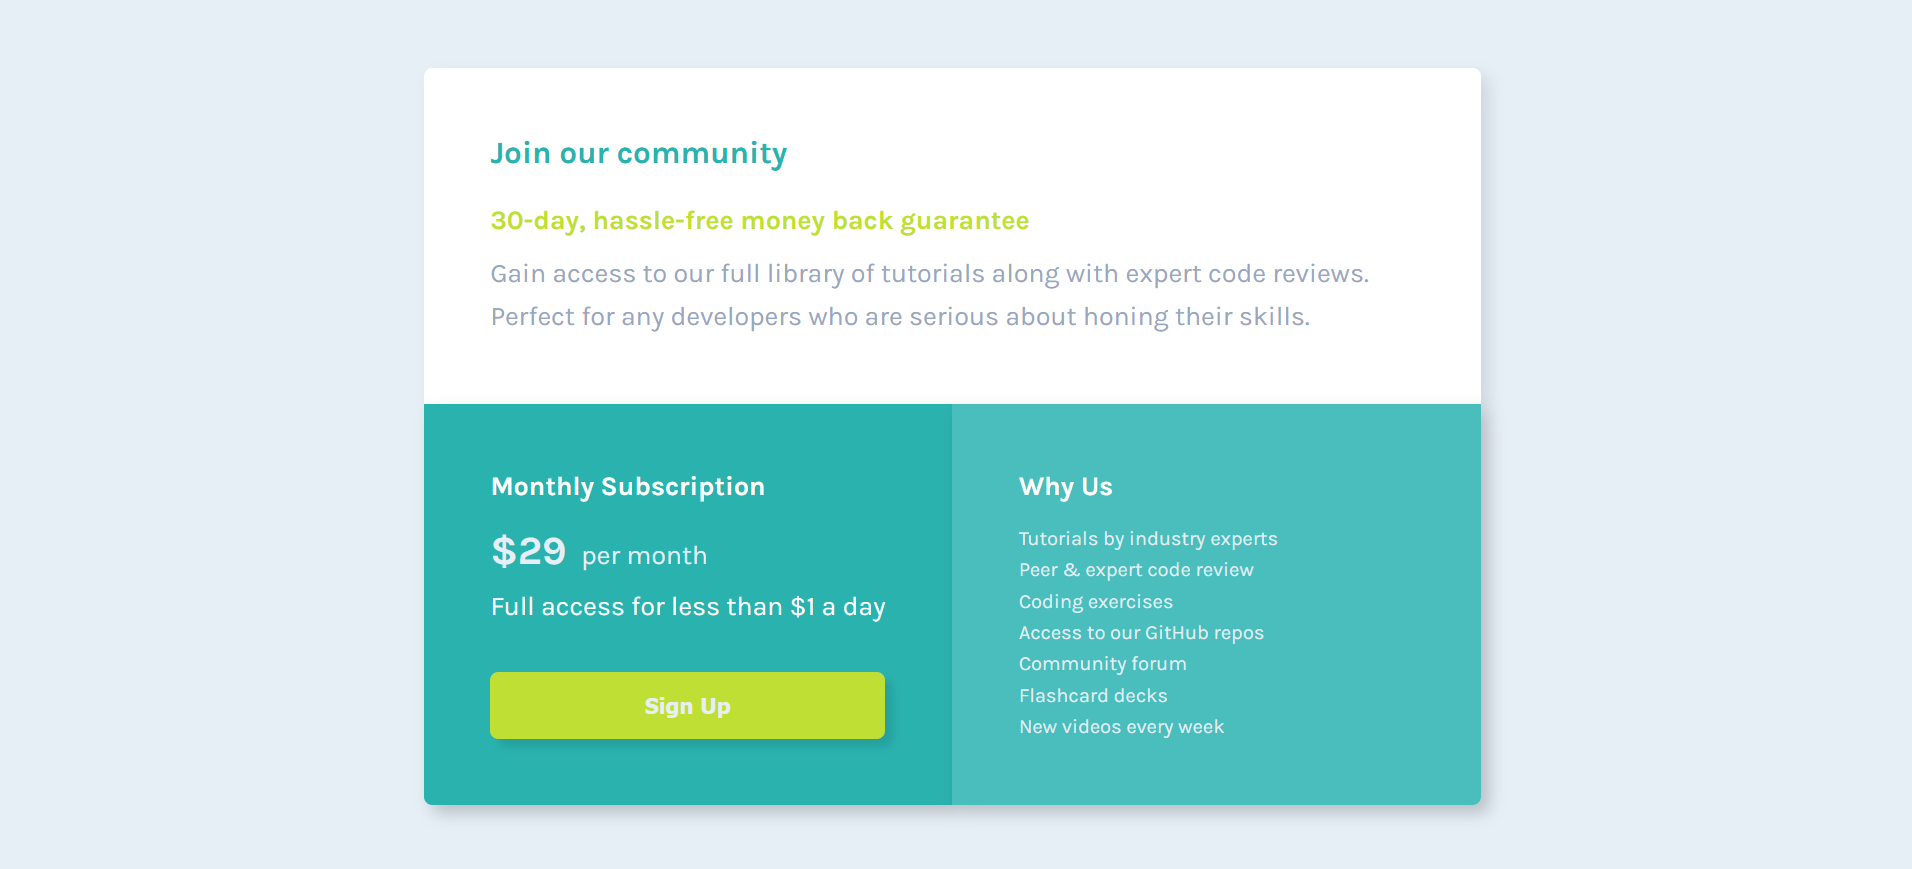 Join our community
30-day, hassle-free money back guarantee
Gain access to our full library of tutorials along with expert code reviews.
Perfect for any developers who are serious about honing their skills.
Monthly Subscription
$29 per month
Full access for less than $1 a day
Sign Up
Why Us
Tutorials by industry experts
Peer & expert code review
Coding exercises
Access to our GitHub repos
Community forum
Flashcard decks
New videos every week